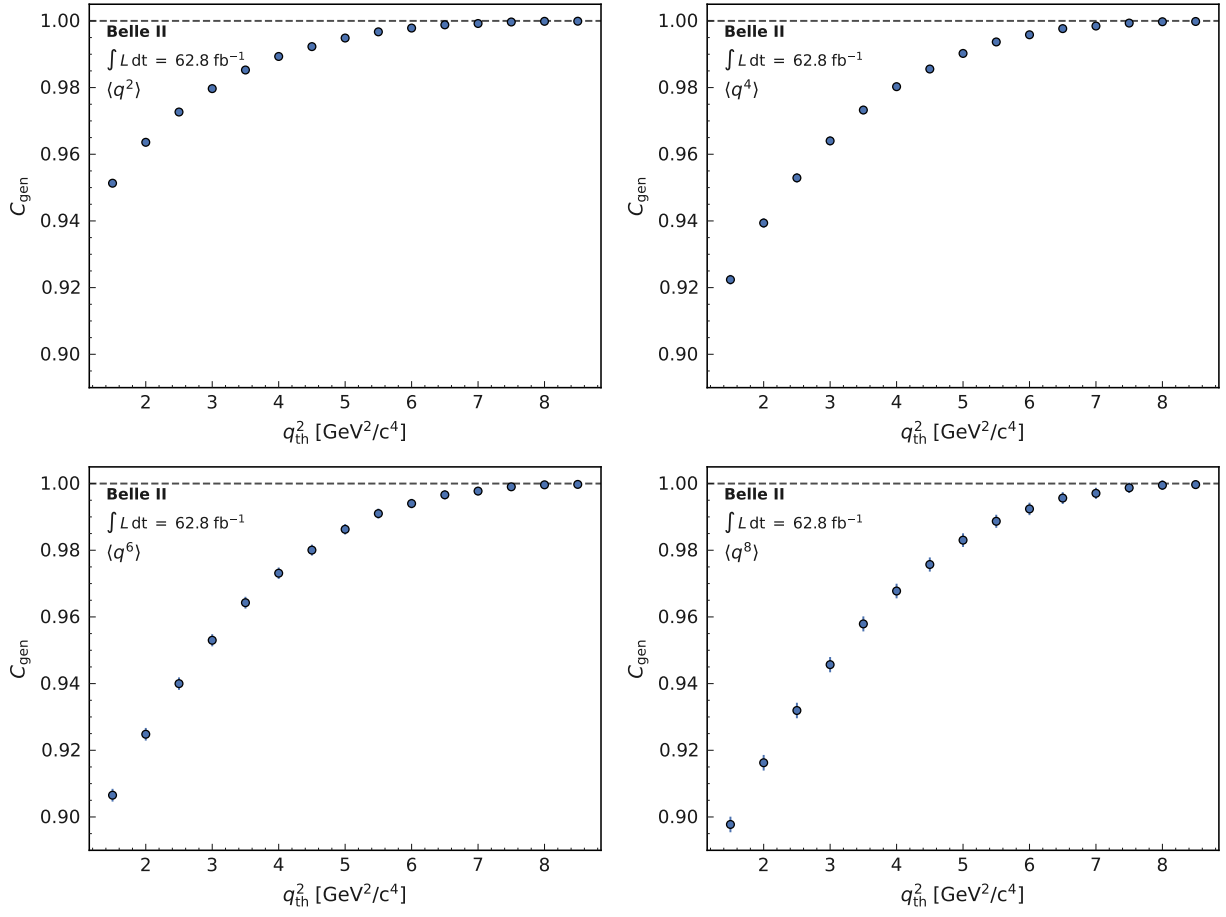 1.00
0.98
0.96
0.94
0.92
0.90
C_gen
Belle II
∫ L dt = 62.8 fb⁻¹
⟨q²⟩
2 3 4 5 6 7 8
q²_th [GeV²/c⁴]
1.00
0.98
0.96
0.94
0.92
0.90
C_gen
Belle II
∫ L dt = 62.8 fb⁻¹
⟨q⁴⟩
2 3 4 5 6 7 8
q²_th [GeV²/c⁴]
1.00
0.98
0.96
0.94
0.92
0.90
C_gen
Belle II
∫ L dt = 62.8 fb⁻¹
⟨q⁶⟩
2 3 4 5 6 7 8
q²_th [GeV²/c⁴]
1.00
0.98
0.96
0.94
0.92
0.90
C_gen
Belle II
∫ L dt = 62.8 fb⁻¹
⟨q⁸⟩
2 3 4 5 6 7 8
q²_th [GeV²/c⁴]